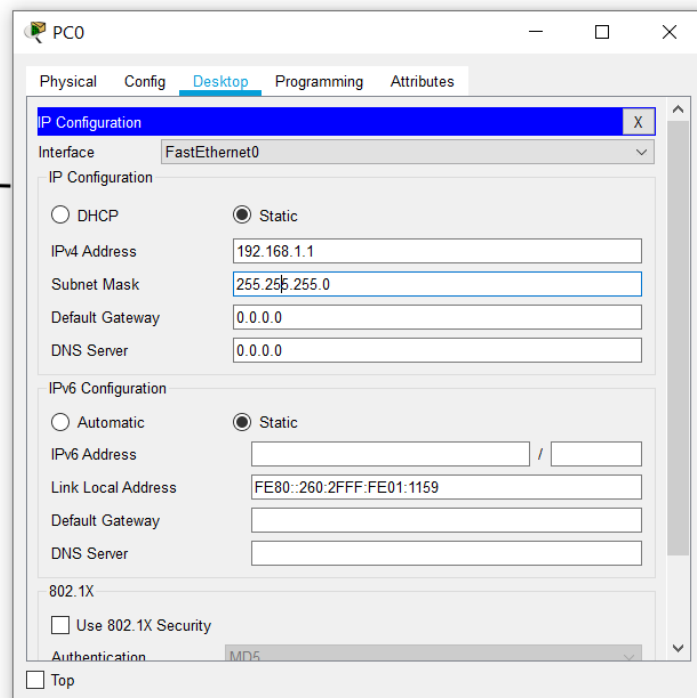 PC0
Physical Config Desktop Programming Attributes
IP Configuration X
Interface FastEthernet0
IP Configuration
DHCP Static
IPv4 Address 192.168.1.1
Subnet Mask 255.255.255.0
Default Gateway 0.0.0.0
DNS Server 0.0.0.0
IPv6 Configuration
Automatic Static
IPv6 Address /
Link Local Address FE80::260:2FFF:FE01:1159
Default Gateway
DNS Server
802.1X
Use 802.1X Security
Authentication MD5
Top